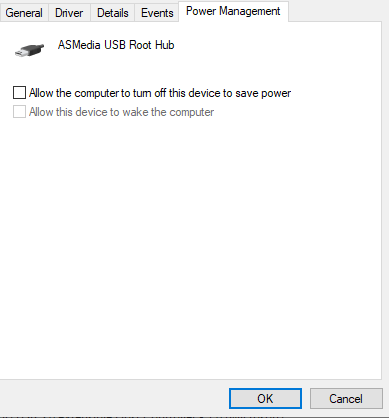 General Driver Details Events Power Management
ASMedia USB Root Hub
Allow the computer to turn off this device to save power
Allow this device to wake the computer
OK Cancel